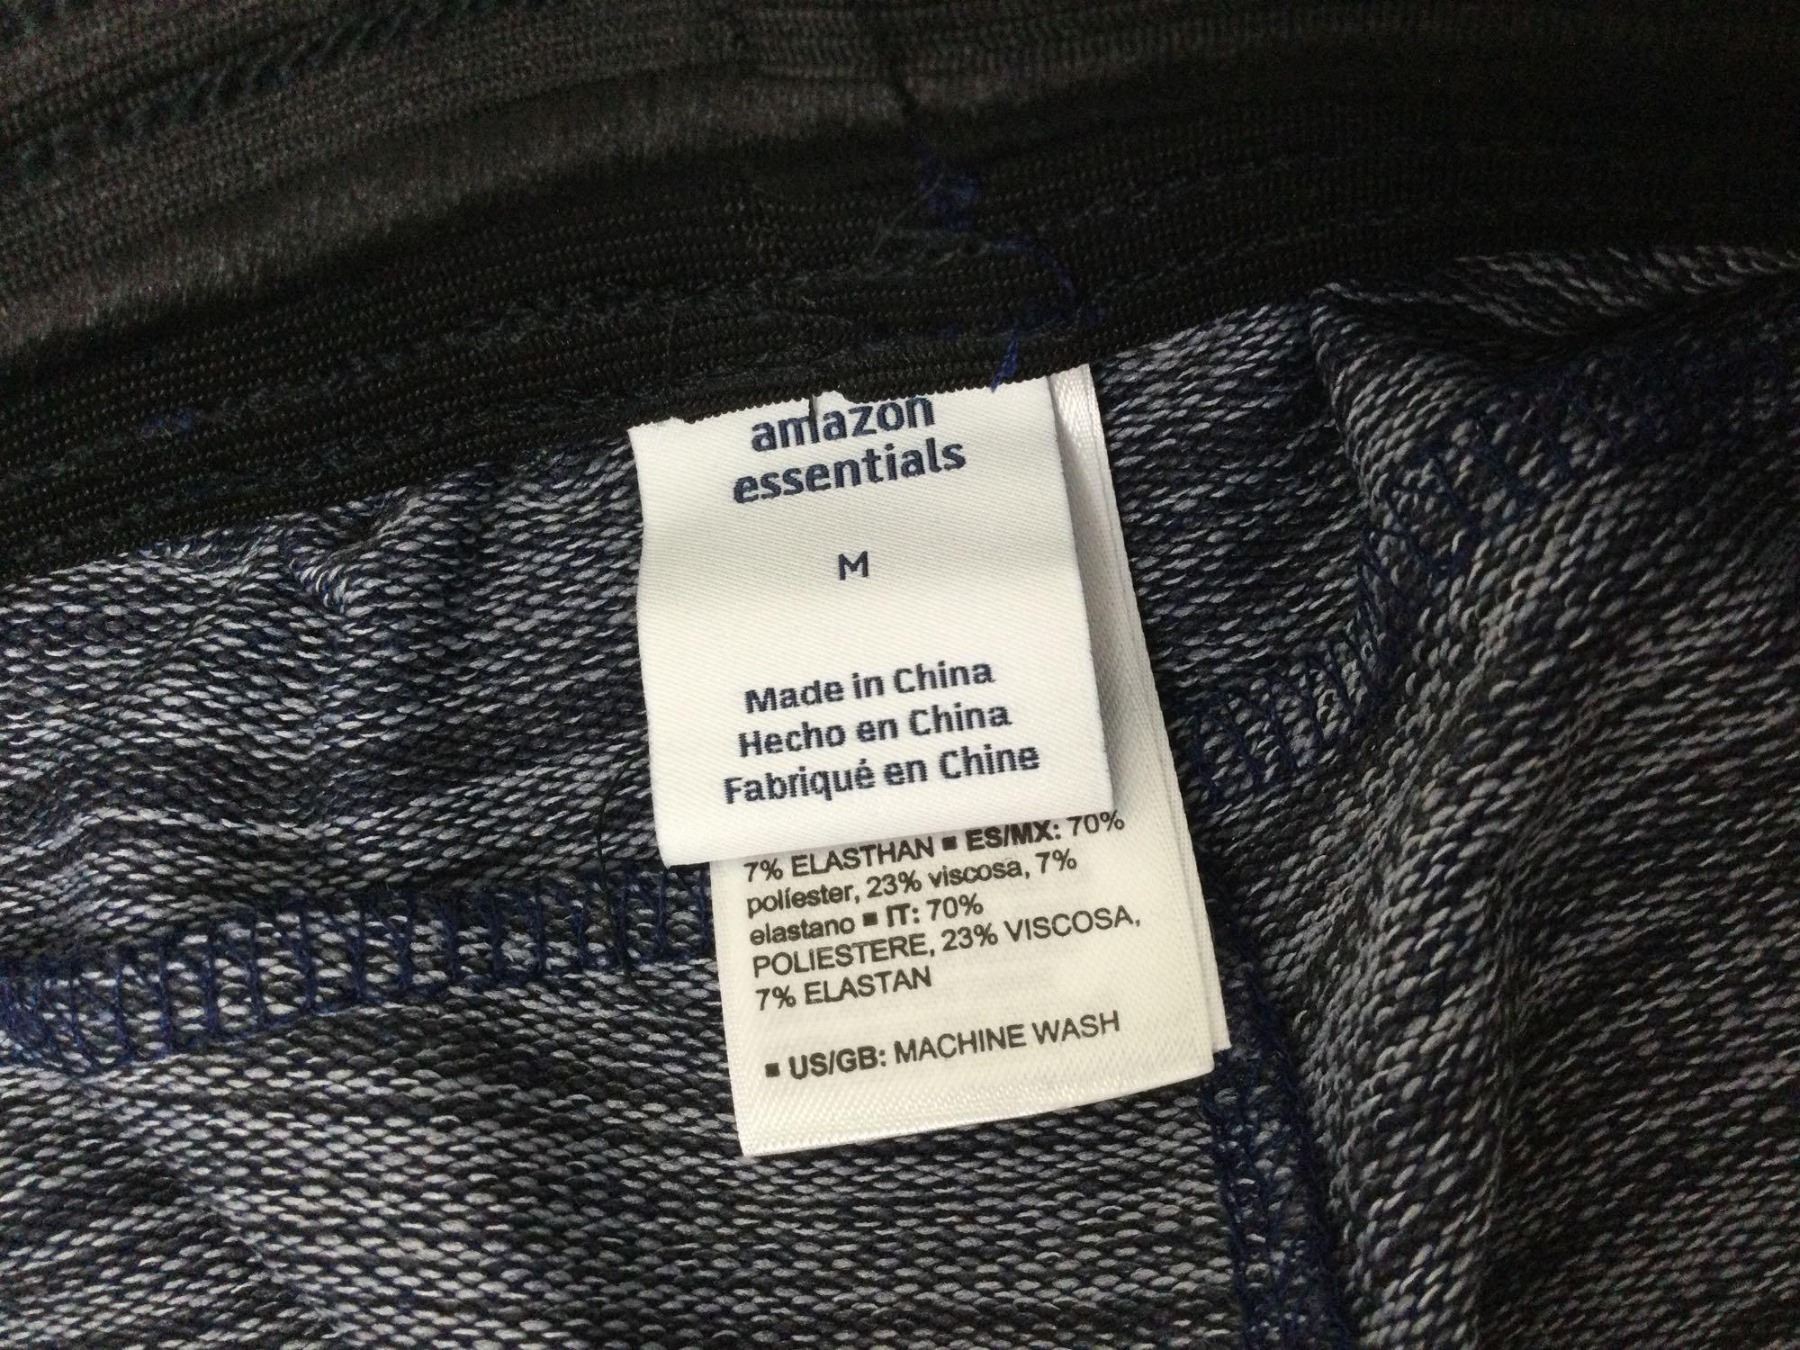 amazon
essentials
M
Made in China
Hecho en China
Fabriqué en Chine
7% ELASTHAN ▪ ES/MX: 70%
poliéster, 23% viscosa, 7%
elastano ▪ IT: 70%
POLIESTERE, 23% VISCOSA,
7% ELASTAN
▪ US/GB: MACHINE WASH